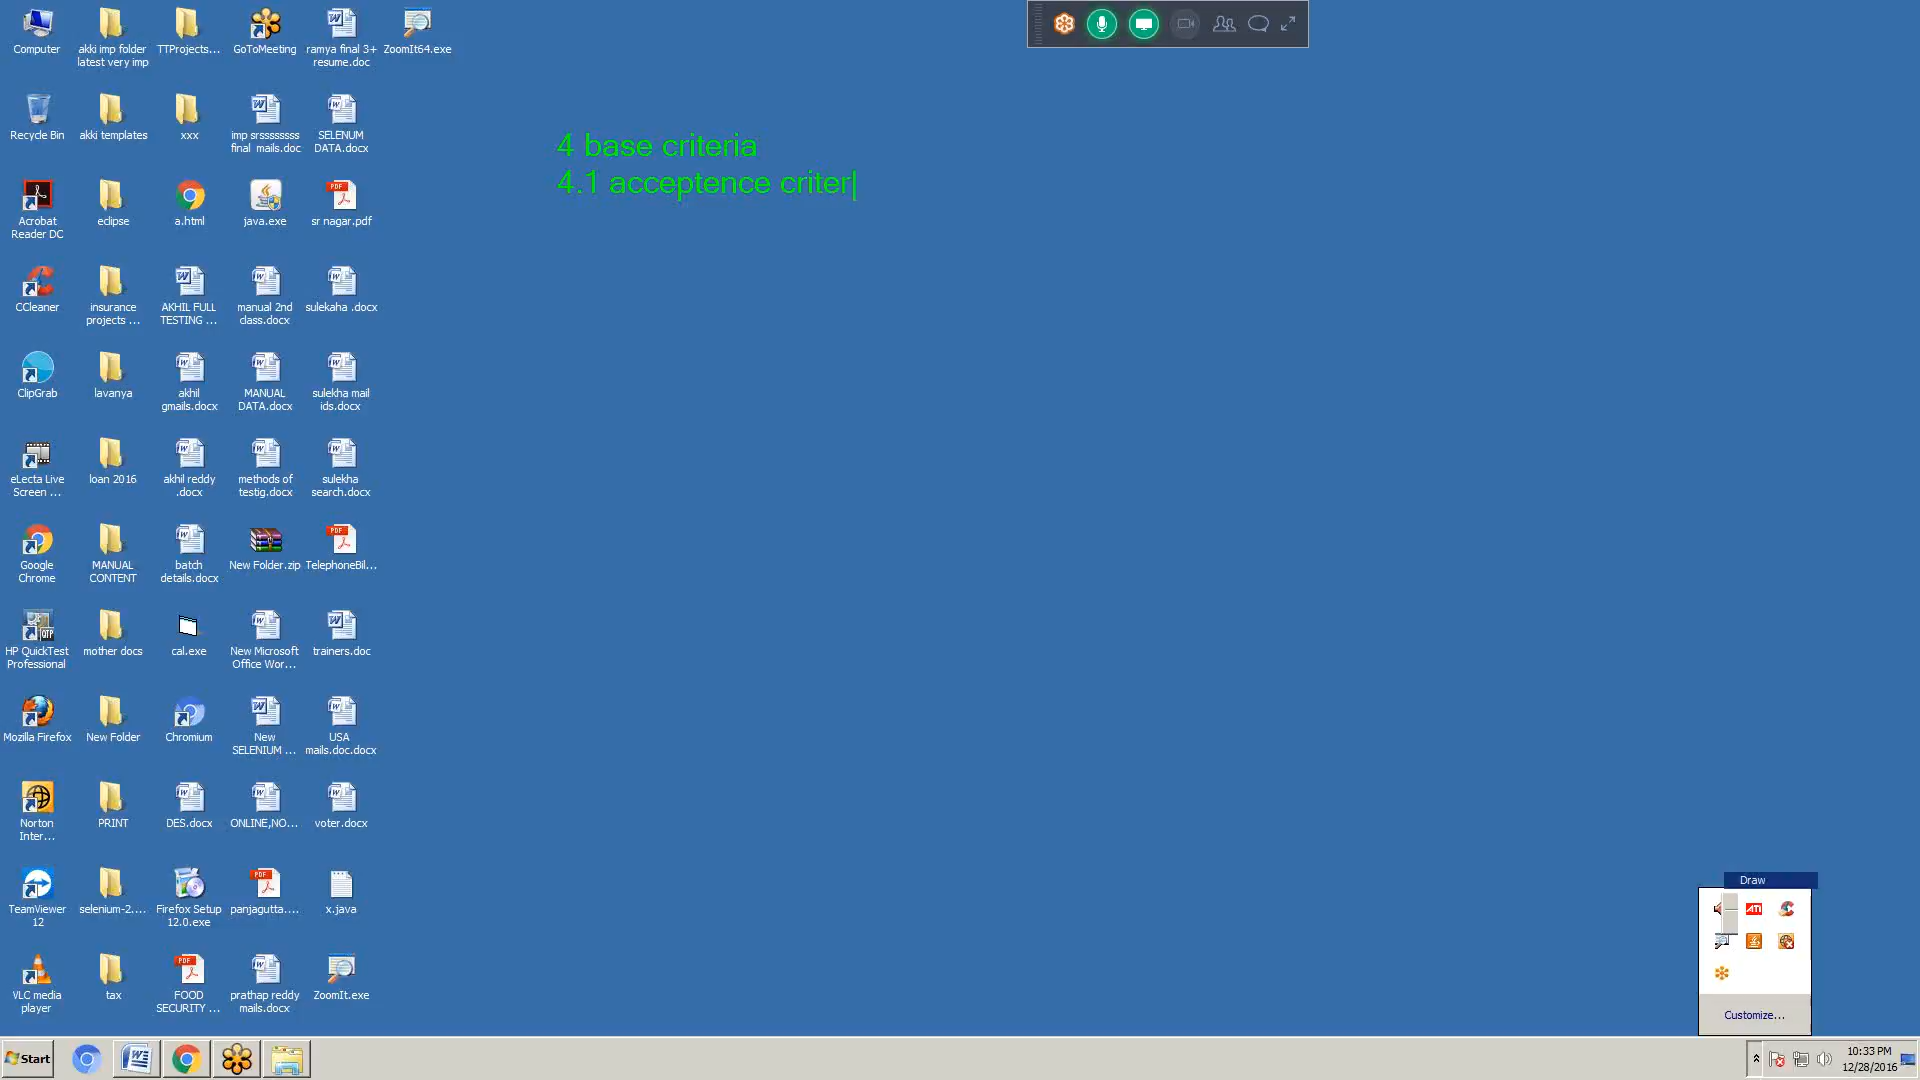 4 base criteria
4.1 acceptence criter
Computer
akki imp folder
latest very imp
TTProjects...
GoToMeeting
ramya final 3+
resume.doc
ZoomIt64.exe
Recycle Bin
akki templates
xxx
imp srsssssssss
final mails.doc
SELENUM
DATA.docx
Acrobat
Reader DC
eclipse
a.html
java.exe
sr nagar.pdf
CCleaner
insurance
projects ...
AKHIL FULL
TESTING ...
manual 2nd
class.docx
sulekaha .docx
ClipGrab
lavanya
akhil
gmails.docx
MANUAL
DATA.docx
sulekha mail
ids.docx
eLecta Live
Screen ...
loan 2016
akhil reddy
.docx
methods of
testig.docx
sulekha
search.docx
Google
Chrome
MANUAL
CONTENT
batch
details.docx
New Folder.zip
TelephoneBil...
HP QuickTest
Professional
mother docs
cal.exe
New Microsoft
Office Wor...
trainers.doc
Mozilla Firefox
New Folder
Chromium
New
SELENIUM ...
USA
mails.doc.docx
Norton
Inter...
PRINT
DES.docx
ONLINE,NO...
voter.docx
TeamViewer
12
selenium-2....
Firefox Setup
12.0.exe
panjagutta....
x.java
VLC media
player
tax
FOOD
SECURITY ...
prathap reddy
mails.docx
ZoomIt.exe
Draw
ATI
Customize...
Start
10:33 PM
12/28/2016